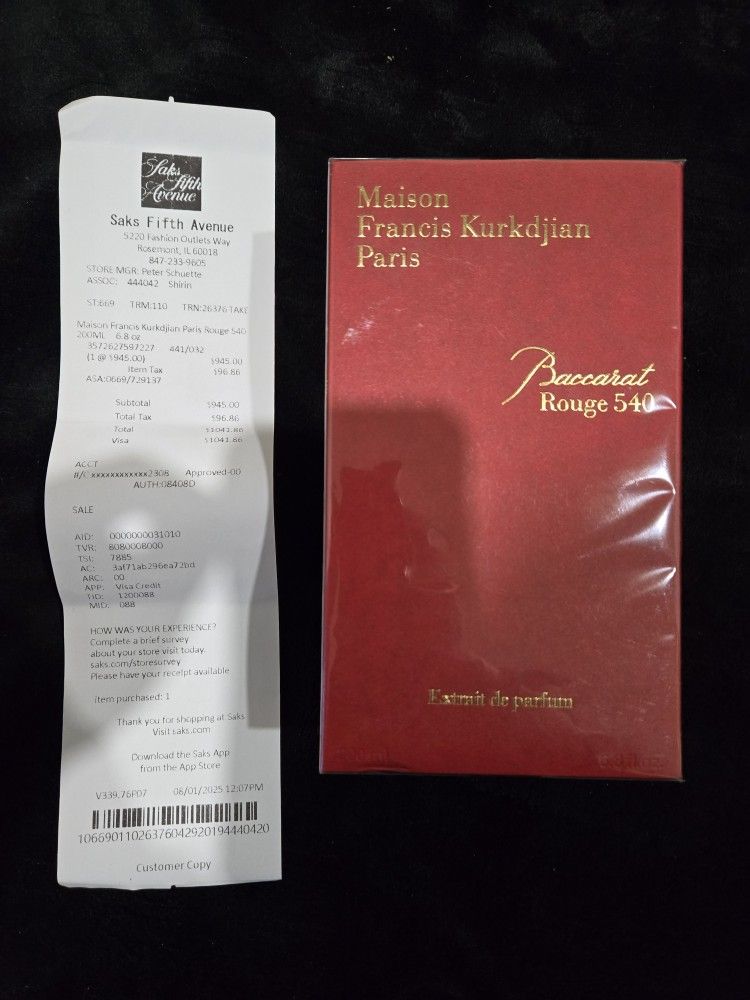 Saks
fifth
Avenue
Saks Fifth Avenue
5220 Fashion Outlets Way
Rosemont, IL 60018
847-233-9605
STORE MGR: Peter Schuette
ASSOC: 444042 Shirin
ST:669 TRM:110 TRN:26376 TAKE
Maison Francis Kurkdjian Paris Rouge 540
200ML 6.8 oz
3572627597227 441/032
(1 @ $945.00) $945.00
Item Tax $96.86
ASA:0669/729137
Subtotal $945.00
Total Tax $96.86
Total $1041.86
Visa $1041.86
ACCT
#/C xxxxxxxxxxxx2308 Approved-00
AUTH:08408D
SALE
AID: 0000000031010
TVR: 8080008000
TSI: 7885
AC: 3af71ab296ea72bd
ARC: 00
APP: Visa Credit
TID: 1200088
MID: 088
HOW WAS YOUR EXPERIENCE?
Complete a brief survey
about your store visit today.
saks.com/storesurvey
Please have your receipt available
item purchased: 1
Thank you for shopping at Saks
Visit saks.com
Download the Saks App
from the App Store
V339.76P07 08/01/2025 12:07PM
10669011026376042920194440420
Customer Copy
Maison
Francis Kurkdjian
Paris
Baccarat
Rouge 540
Extrait de parfum